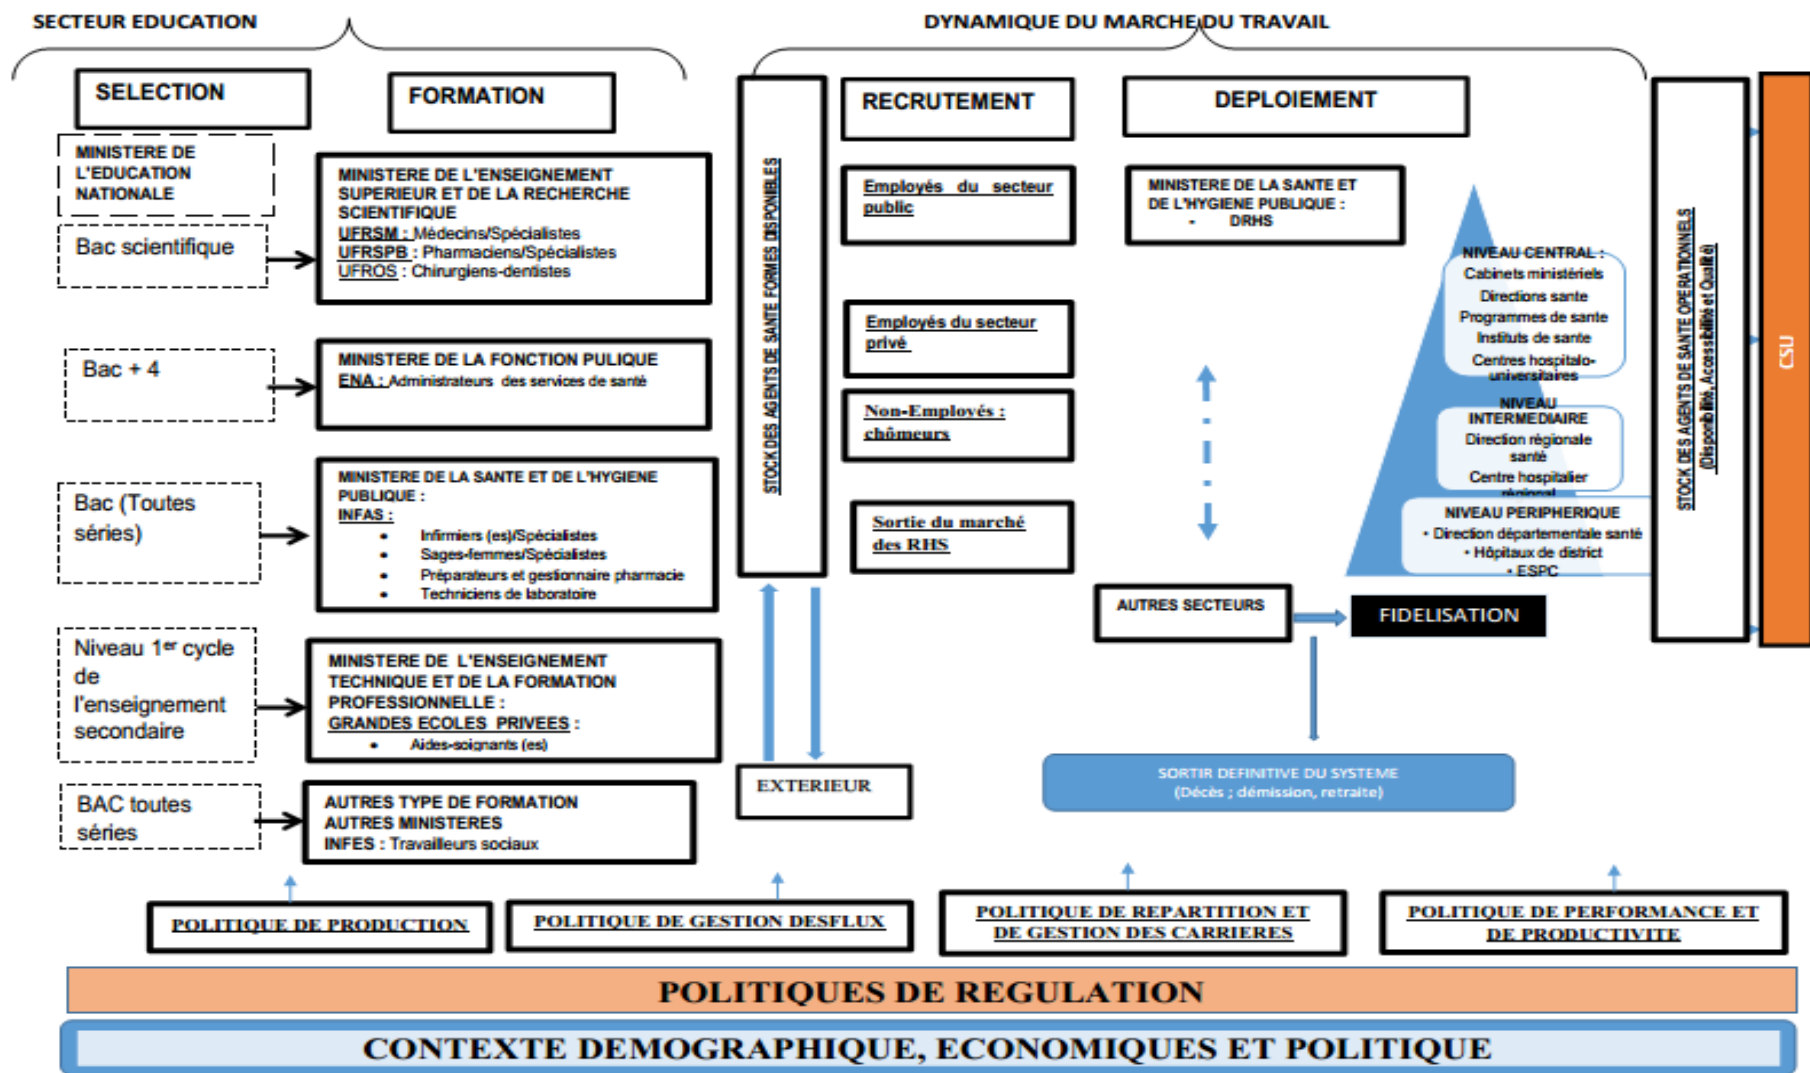 SECTEUR EDUCATION
DYNAMIQUE DU MARCHE DU TRAVAIL
SELECTION
FORMATION
RECRUTEMENT
DEPLOIEMENT
MINISTERE DE
L'EDUCATION
NATIONALE
Bac scientifique
MINISTERE DE L'ENSEIGNEMENT
SUPERIEUR ET DE LA RECHERCHE
SCIENTIFIQUE
UFRSM : Médecins/Spécialistes
UFRSPB : Pharmaciens/Spécialistes
UFROS : Chirurgiens-dentistes
Bac + 4
MINISTERE DE LA FONCTION PULIQUE
ENA : Administrateurs des services de santé
Bac (Toutes
séries)
MINISTERE DE LA SANTE ET DE L'HYGIENE
PUBLIQUE :
INFAS :
• Infirmiers (es)/Spécialistes
• Sages-femmes/Spécialistes
• Préparateurs et gestionnaire pharmacie
• Techniciens de laboratoire
Niveau 1er cycle
de
l'enseignement
secondaire
MINISTERE DE L'ENSEIGNEMENT
TECHNIQUE ET DE LA FORMATION
PROFESSIONNELLE :
GRANDES ECOLES PRIVEES :
• Aides-soignants (es)
BAC toutes
séries
AUTRES TYPE DE FORMATION
AUTRES MINISTERES
INFES : Travailleurs sociaux
STOCK DES AGENTS DE SANTE FORMES DISPONIBLES
EXTERIEUR
Employés du secteur
public
Employés du secteur
privé
Non-Employés :
chômeurs
Sortie du marché
des RHS
MINISTERE DE LA SANTE ET
DE L'HYGIENE PUBLIQUE :
- DRHS
NIVEAU CENTRAL :
Cabinets ministériels
Directions sante
Programmes de sante
Instituts de sante
Centres hospitalo-
universitaires
NIVEAU
INTERMEDIAIRE
Direction régionale
santé
Centre hospitalier
régional
NIVEAU PERIPHERIQUE
• Direction départementale santé
• Hôpitaux de district
• ESPC
AUTRES SECTEURS
FIDELISATION
SORTIR DEFINITIVE DU SYSTEME
(Décès ; démission, retraite)
STOCK DES AGENTS DE SANTE OPERATIONNELS
(Disponibilité, Accessibilité et Qualité)
CSU
POLITIQUE DE PRODUCTION
POLITIQUE DE GESTION DESFLUX
POLITIQUE DE REPARTITION ET
DE GESTION DES CARRIERES
POLITIQUE DE PERFORMANCE ET
DE PRODUCTIVITE
POLITIQUES DE REGULATION
CONTEXTE DEMOGRAPHIQUE, ECONOMIQUES ET POLITIQUE